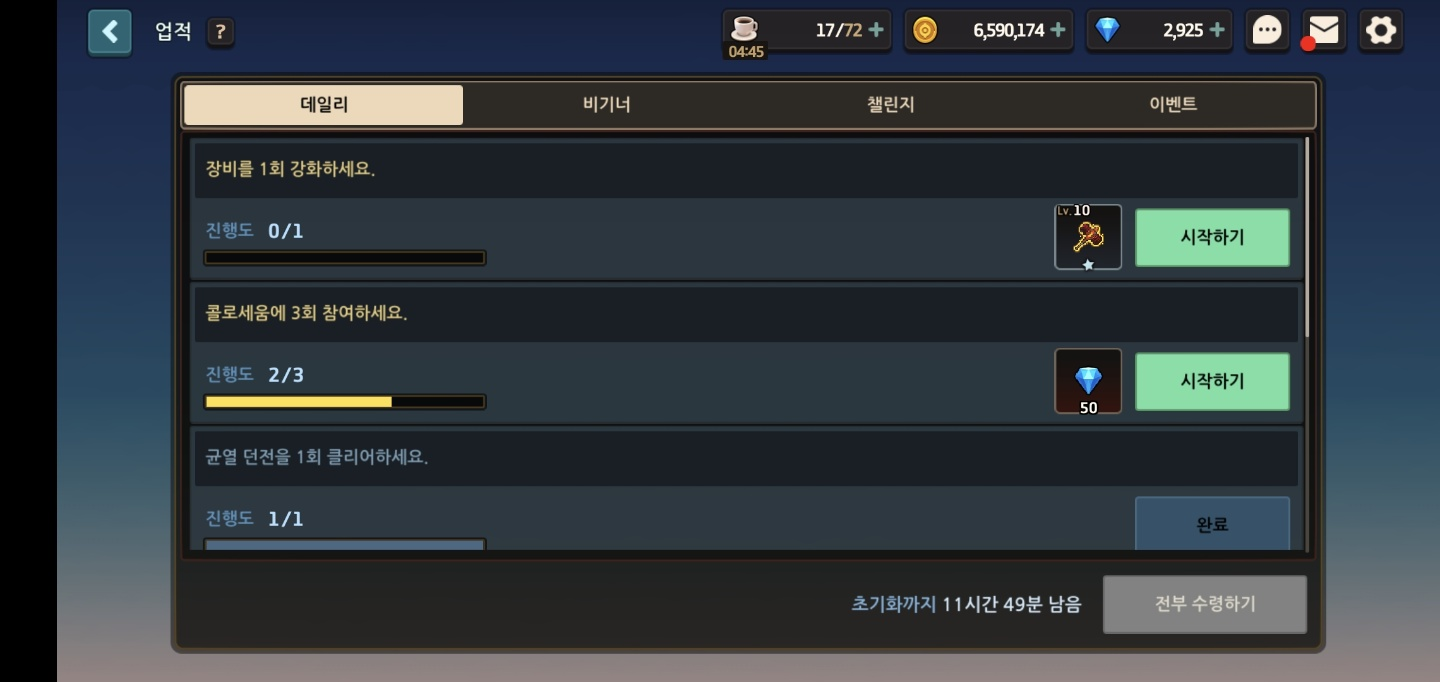 업적 ?
17/72 +
04:45
6,590,174 +
2,925 +
데일리
비기너
챌린지
이벤트
장비를 1회 강화하세요.
진행도 0/1
Lv.10
시작하기
콜로세움에 3회 참여하세요.
진행도 2/3
50
시작하기
균열 던전을 1회 클리어하세요.
진행도 1/1
완료
초기화까지 11시간 49분 남음
전부 수령하기